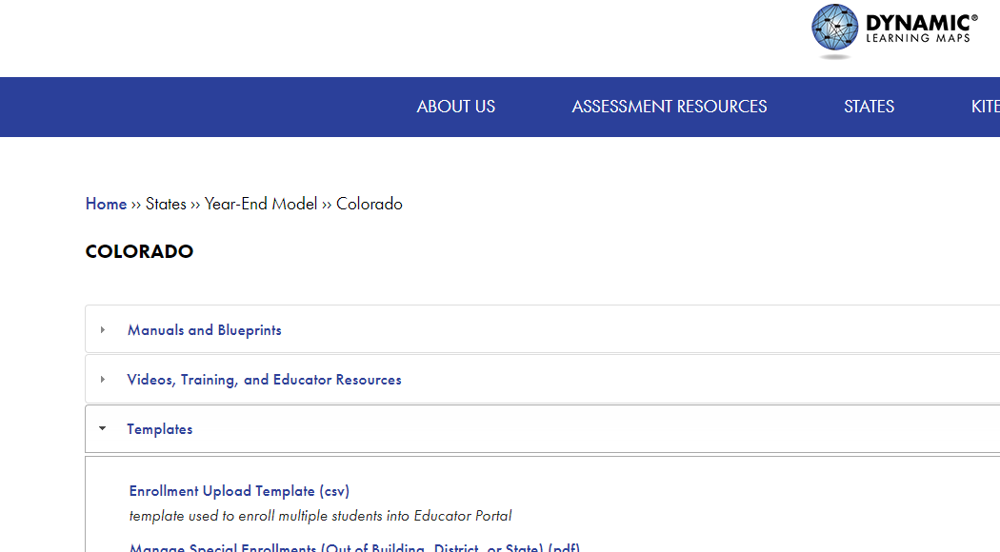 DYNAMIC®
LEARNING MAPS
ABOUT US ASSESSMENT RESOURCES STATES KITE
Home ›› States ›› Year-End Model ›› Colorado
COLORADO
Manuals and Blueprints
Videos, Training, and Educator Resources
Templates
Enrollment Upload Template (csv)
template used to enroll multiple students into Educator Portal
Manage Special Enrollments (Out of Building, District, or State) (pdf)